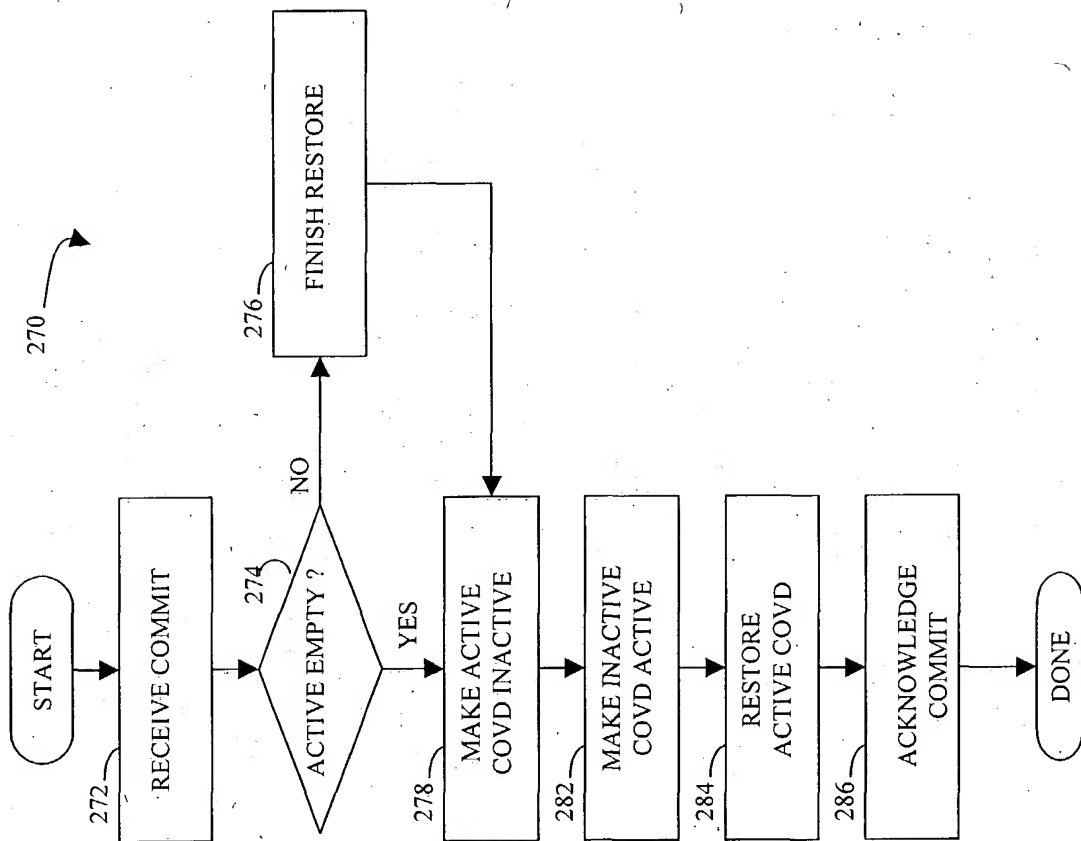 270
START
272
RECEIVE COMMIT
274
ACTIVE EMPTY ?
NO
276
FINISH RESTORE
YES
278
MAKE ACTIVE
COVD INACTIVE
282
MAKE INACTIVE
COVD ACTIVE
284
RESTORE
ACTIVE COVD
286
ACKNOWLEDGE
COMMIT
DONE